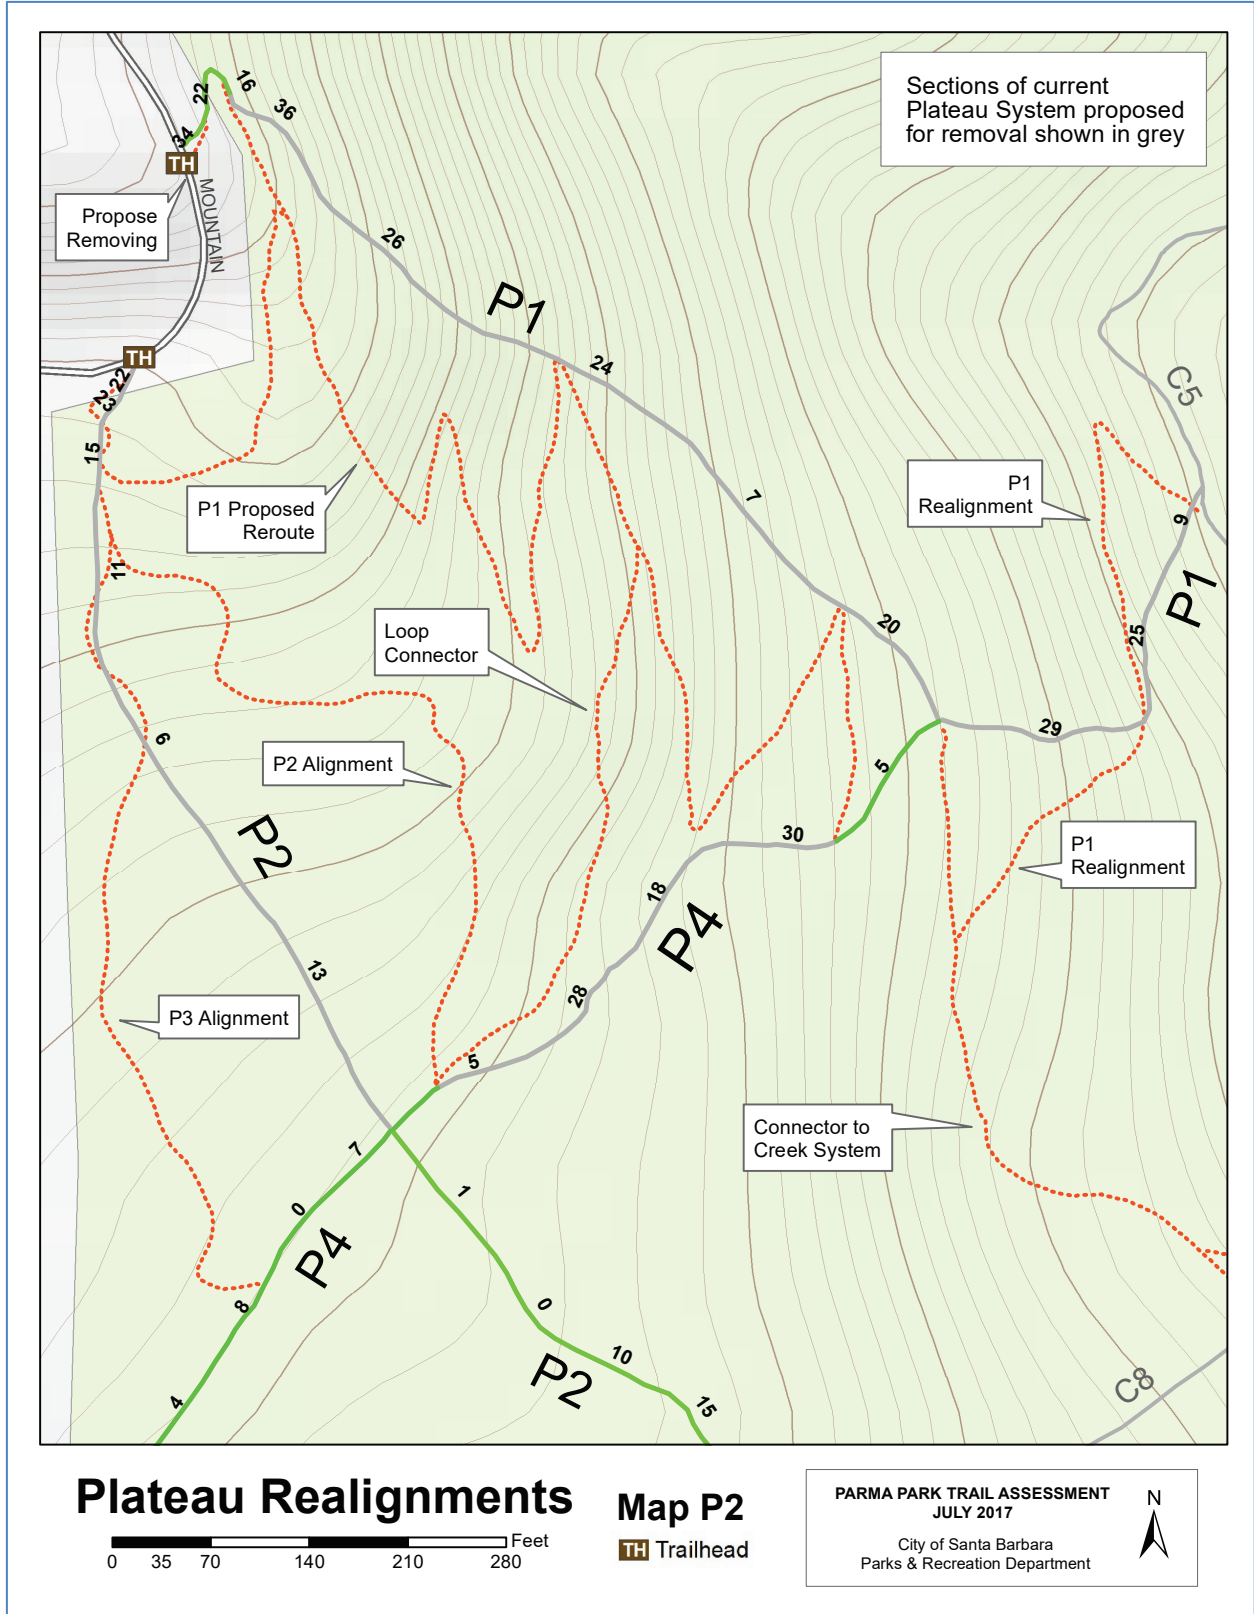 Sections of current
Plateau System proposed
for removal shown in grey
22
16
36
34
TH
MOUNTAIN
Propose
Removing
26
P1
TH
24
22
23
C5
15
P1
Realignment
7
P1 Proposed
Reroute
9
11
P1
Loop
Connector
20
25
6
29
P2 Alignment
5
P2
30
P1
Realignment
18
P4
13
28
P3 Alignment
5
Connector to
Creek System
7
1
0
P4
8
0
10
P2
4
15
C8
Plateau Realignments
Feet
0 35 70 140 210 280
Map P2
TH Trailhead
PARMA PARK TRAIL ASSESSMENT
JULY 2017
City of Santa Barbara
Parks & Recreation Department
N